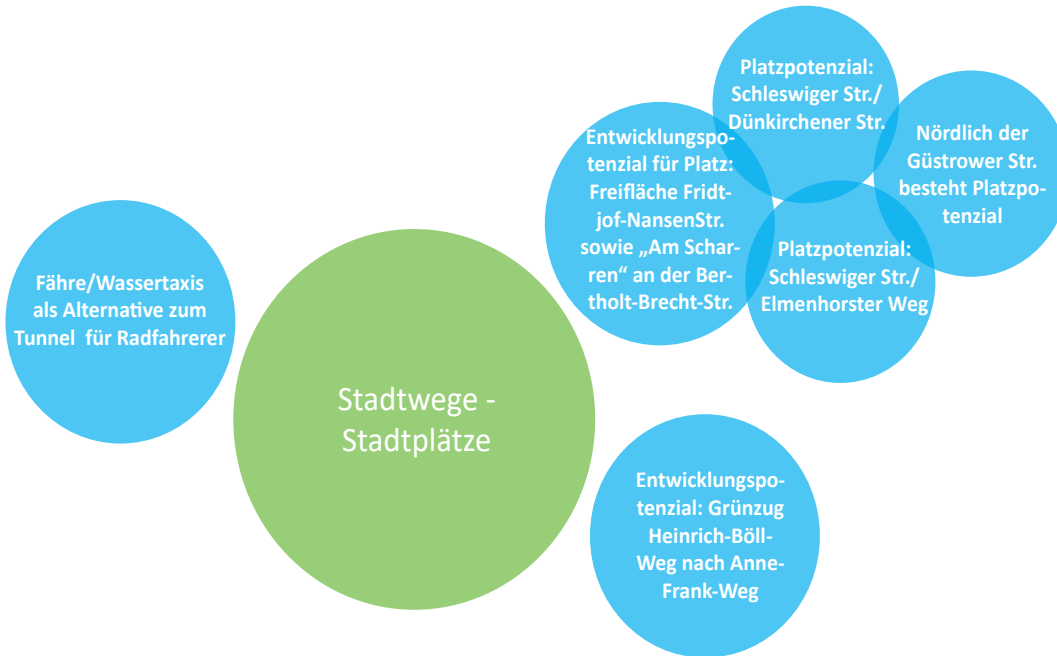 Platzpotenzial:
Schleswiger Str./
Dünkirchener Str.
Nördlich der
Güstrower Str.
besteht Platzpo-
tenzial
Entwicklungspo-
tenzial für Platz:
Freifläche Fridt-
jof-NansenStr.
sowie „Am Schar-
ren“ an der Ber-
tholt-Brecht-Str.
Platzpotenzial:
Schleswiger Str./
Elmenhorster Weg
Fähre/Wassertaxis
als Alternative zum
Tunnel für Radfahrerer
Stadtwege -
Stadtplätze
Entwicklungspo-
tenzial: Grünzug
Heinrich-Böll-
Weg nach Anne-
Frank-Weg